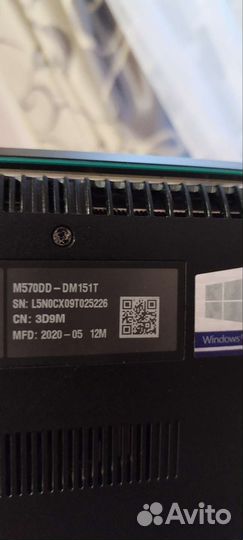 M570DD-DM151T
SN: L5N0CX09T025226
CN: 3D9M
MFD: 2020-05 12M
Windows
Avito